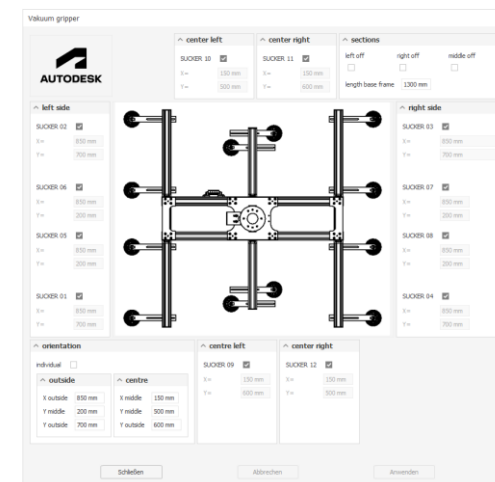 Vakuum gripper
AUTODESK
center left
SUCKER 10
X= 150 mm
Y= 500 mm
center right
SUCKER 11
X= 100 mm
Y= 600 mm
sections
left off right off middle off
length base frame 1300 mm
left side
SUCKER 02
X= 850 mm
Y= 700 mm
SUCKER 06
X= 850 mm
Y= 200 mm
SUCKER 05
X= 850 mm
Y= 200 mm
SUCKER 01
X= 850 mm
Y= 700 mm
right side
SUCKER 03
X= 850 mm
Y= 700 mm
SUCKER 07
X= 850 mm
Y= 200 mm
SUCKER 08
X= 850 mm
Y= 200 mm
SUCKER 04
X= 850 mm
Y= 700 mm
orientation
individual
outside
X outside 850 mm
Y middle 200 mm
Y outside 700 mm
centre
X middle 150 mm
Y middle 500 mm
Y outside 600 mm
centre left
SUCKER 09
X= 150 mm
Y= 600 mm
center right
SUCKER 12
X= 150 mm
Y= 500 mm
Schließen
Abbrechen
Anwenden